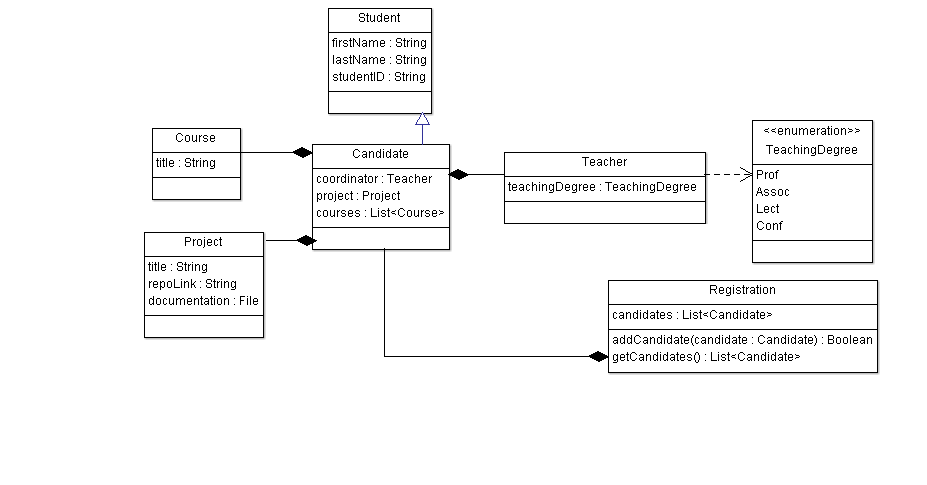 Student
firstName : String
lastName : String
studentID : String
Course
title : String
Candidate
coordinator : Teacher
project : Project
courses : List<Course>
Teacher
teachingDegree : TeachingDegree
<<enumeration>>
TeachingDegree
Prof
Assoc
Lect
Conf
Project
title : String
repoLink : String
documentation : File
Registration
candidates : List<Candidate>
addCandidate(candidate : Candidate) : Boolean
getCandidates() : List<Candidate>